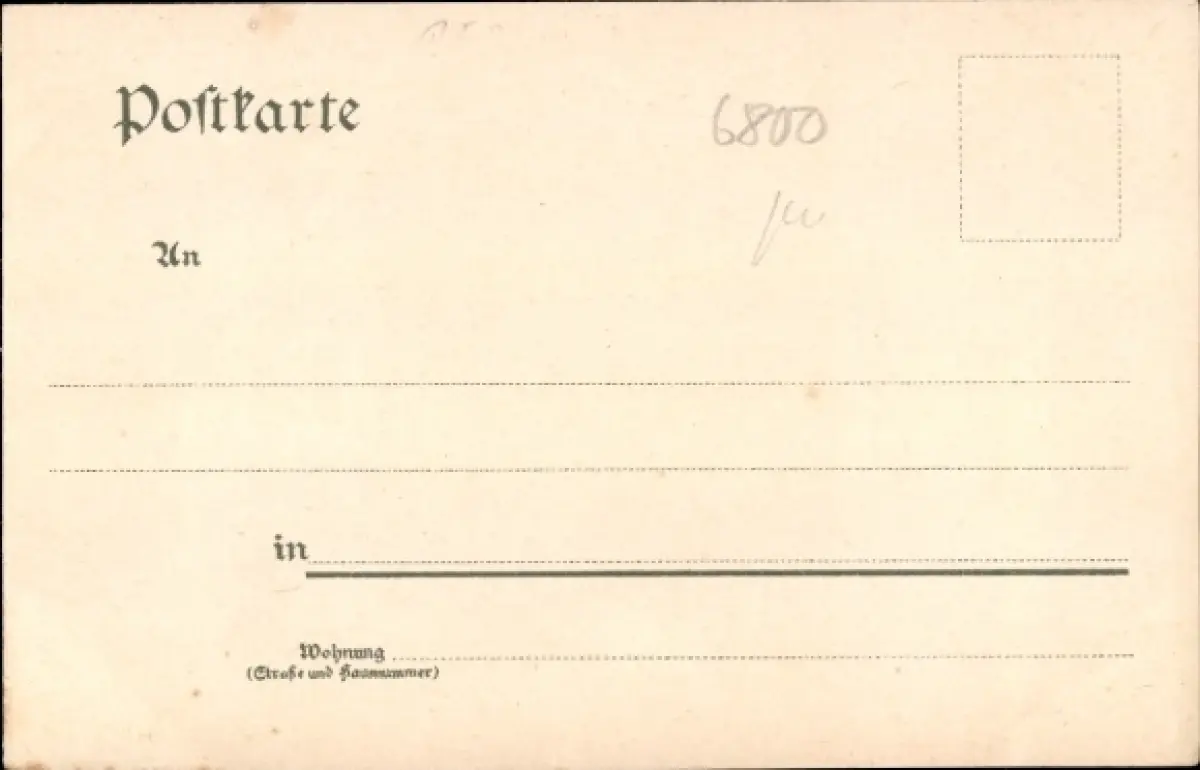 Postkarte
6800
An
in
Wohnung
(Straße und Hausnummer)